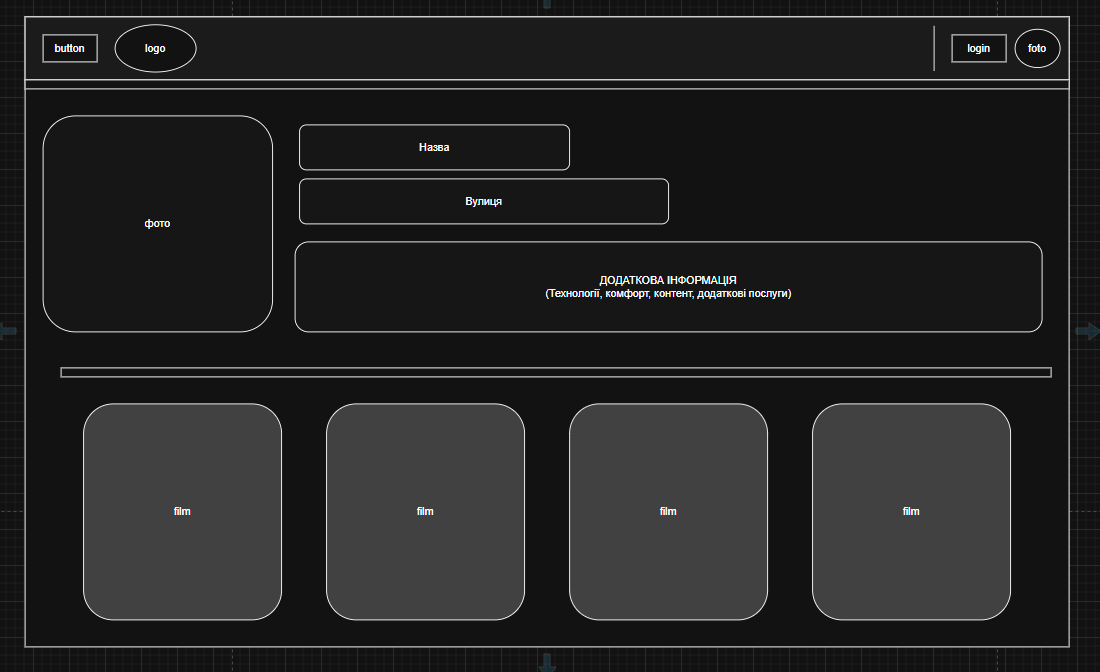 button
logo
login
foto
фото
Назва
Вулиця
ДОДАТКОВА ІНФОРМАЦІЯ
(Технології, комфорт, контент, додаткові послуги)
film
film
film
film